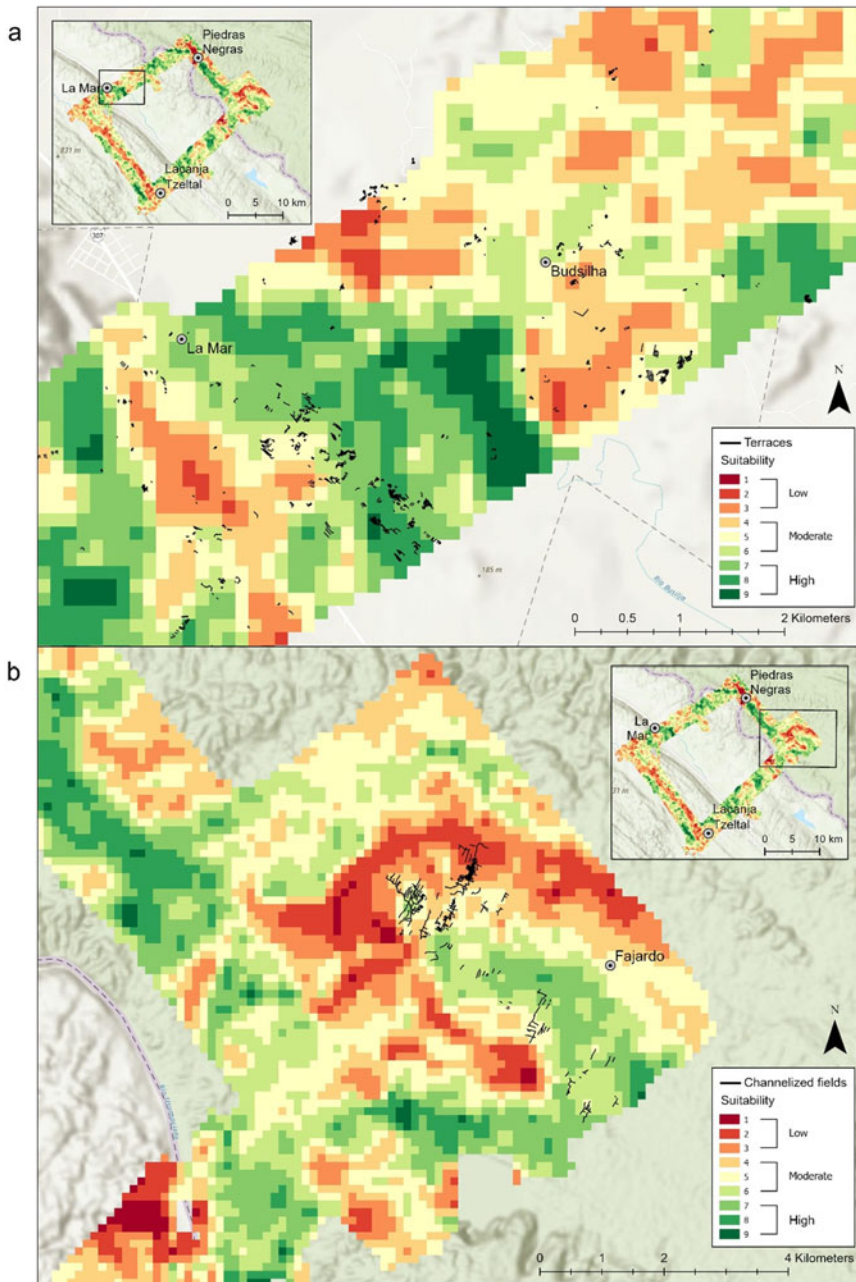 a
Piedras
Negras
La Mar
831 m
Lacanja
Tzeltal
0 5 10 km
307
Budsilha
La Mar
N
Terraces
Suitability
1
2
Low
3
4
5
Moderate
6
7
8
High
9
185 m
0 0.5 1 2 Kilometers
b
Piedras
Negras
La
Mar
31 m
Lacanja
Tzeltal
0 5 10 km
Fajardo
N
Channelized fields
Suitability
1
2
Low
3
4
5
Moderate
6
7
8
High
9
0 1 2 4 Kilometers